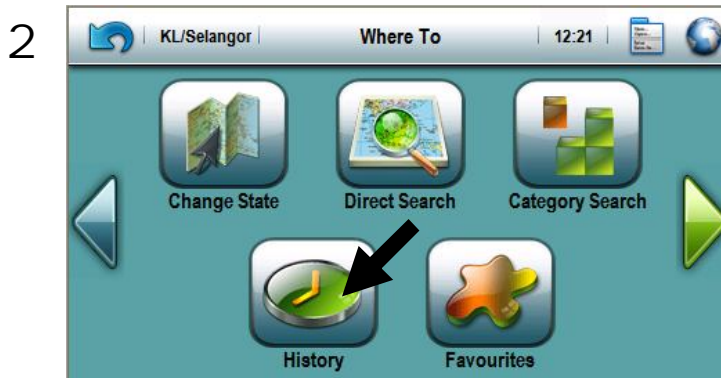 2
KL/Selangor Where To 12:21
Change State Direct Search Category Search
History Favourites